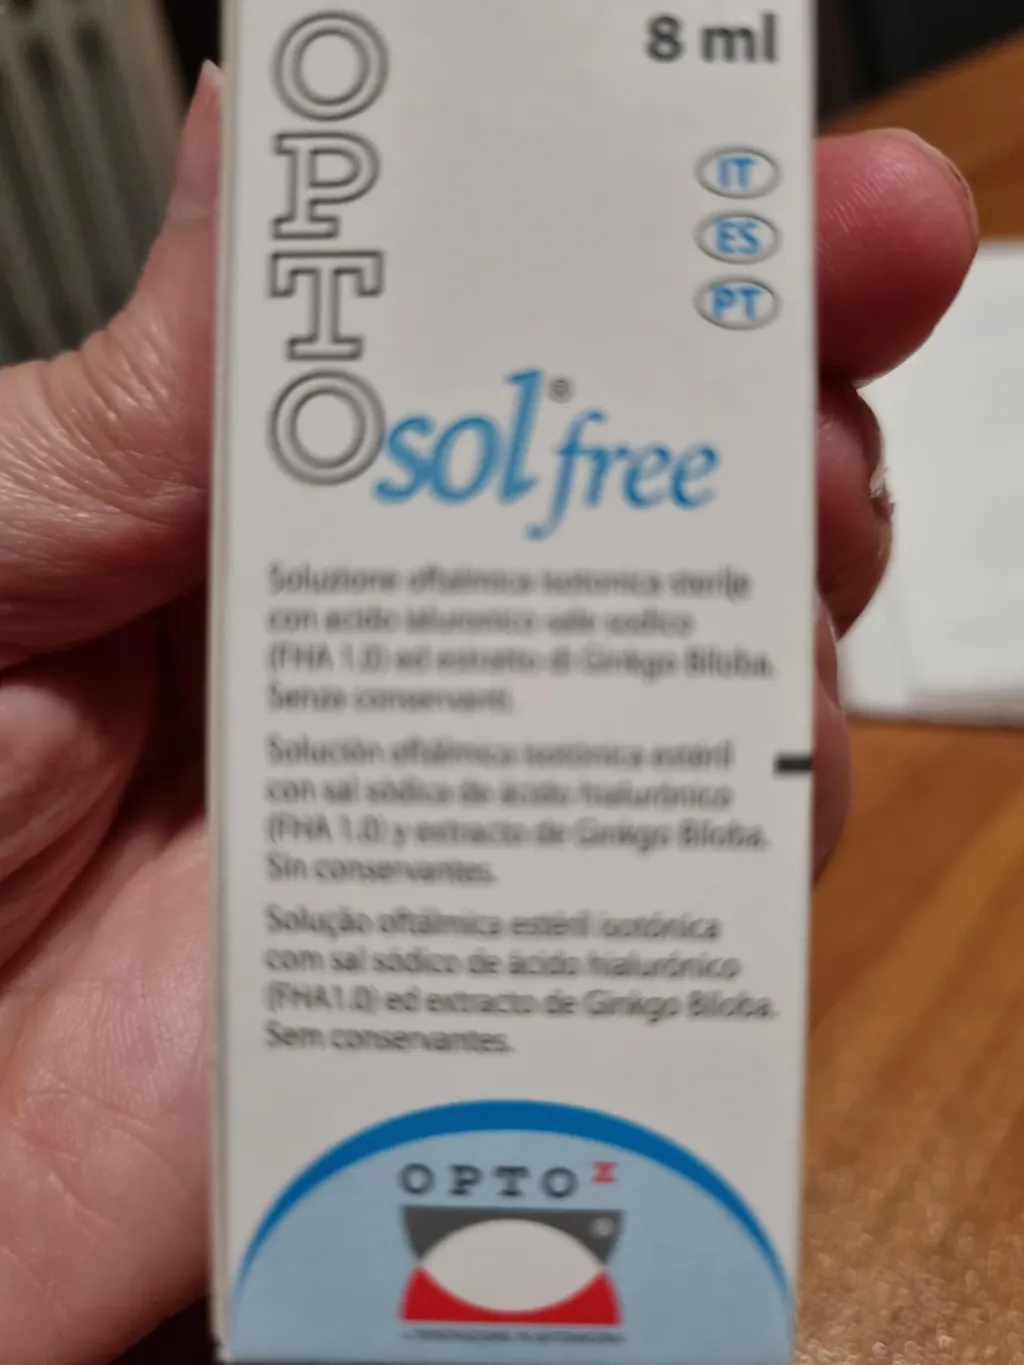 8 ml
IT
ES
PT
OPTOsol® free
Soluzione oftalmica isotonica sterile
con acido ialuronico sale sodico
(FHA 1.0) ed estratto di Ginkgo Biloba.
Senza conservanti.
Solución oftálmica isotónica estéril
con sal sódica de ácido hialurónico
(FHA 1.0) y extracto de Ginkgo Biloba.
Sin conservantes.
Solução oftálmica estéril isotónica
com sal sódico de ácido hialurónico
(FHA1.0) ed extracto de Ginkgo Biloba.
Sem conservantes.
OPTO